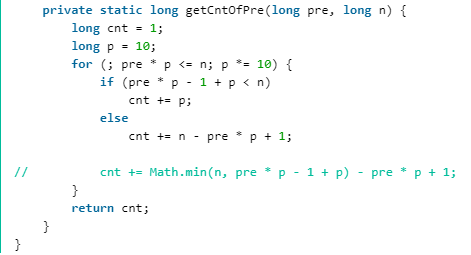 private static long getCntOfPre(long pre, long n) {
long cnt = 1;
long p = 10;
for (; pre * p <= n; p *= 10) {
if (pre * p - 1 + p < n)
cnt += p;
else
cnt += n - pre * p + 1;
// cnt += Math.min(n, pre * p - 1 + p) - pre * p + 1;
}
return cnt;
}
}